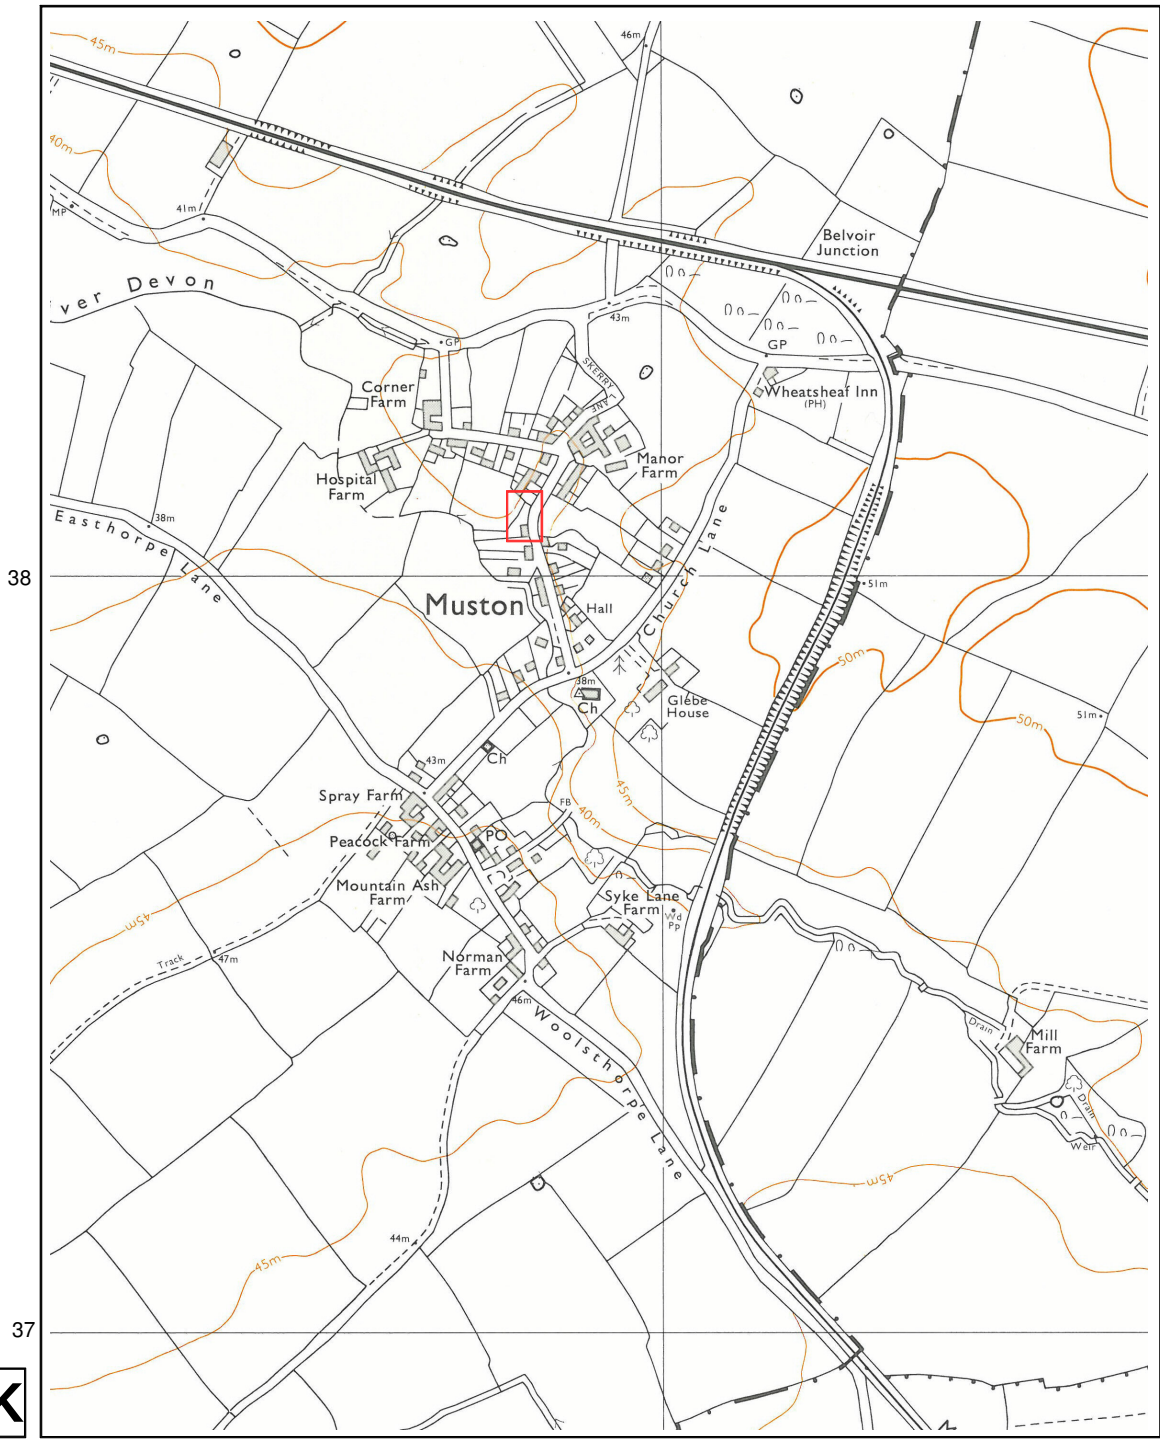 46m
45m
40m
MP
41m
Belvoir
Junction
ver Devon
43m
GP
GP
SKERRY
LANE
Corner
Farm
Wheatsheaf Inn
(PH)
Manor
Farm
Hospital
Farm
38m
Easthorpe Lane
38
51m
Muston
Hall
Church Lane
50m
38m
Ch
Glebe
House
51m
50m
Ch
43m
Spray Farm
45m
40m
FB
PO
Peacock Farm
Mountain Ash
Farm
Syke Lane
Farm
Wd
Pp
45m
Track
47m
Norman
Farm
46m
Woolsthorpe Lane
Drain
Mill
Farm
Drain
Weir
45m
44m
45m
37
K